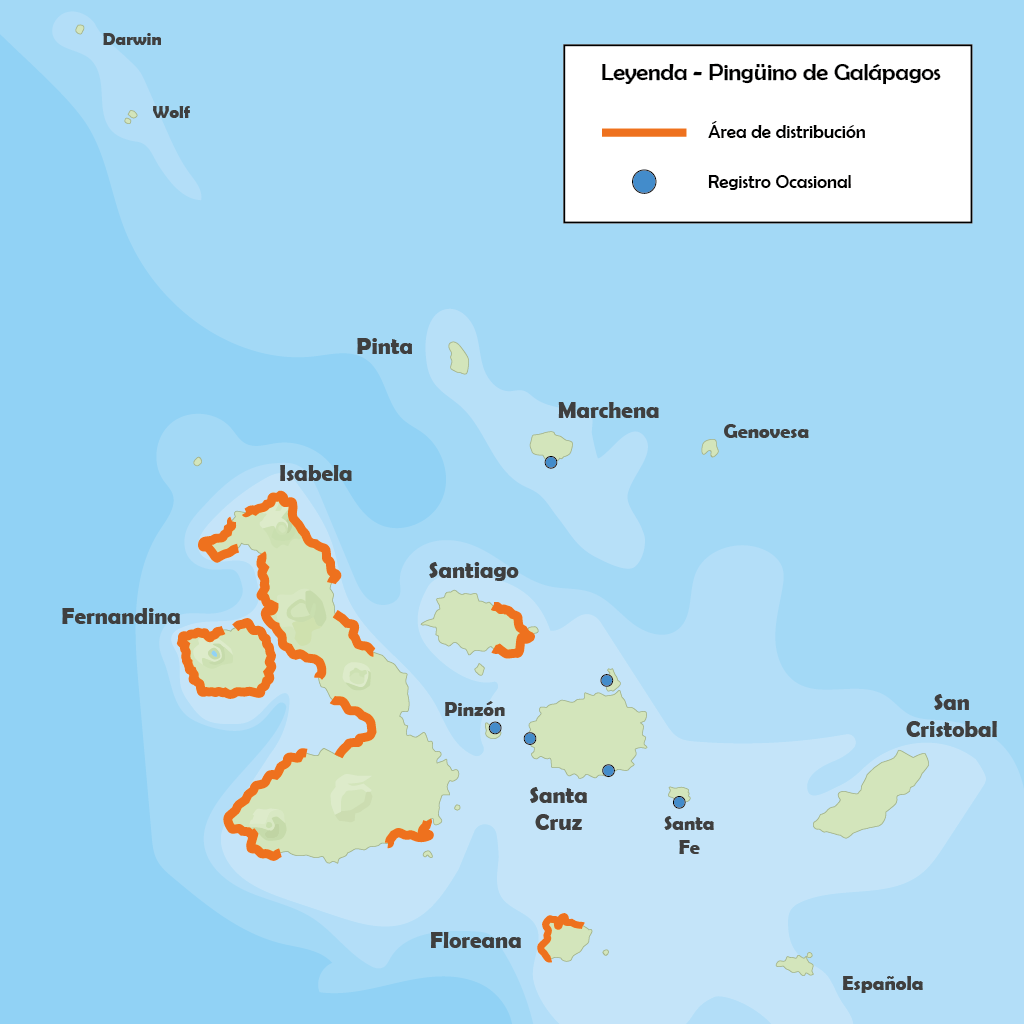 Darwin
Wolf
Leyenda - Pingüino de Galápagos
Área de distribución
Registro Ocasional
Pinta
Marchena
Genovesa
Isabela
Santiago
Fernandina
Pinzón
San
Cristobal
Santa
Cruz
Santa
Fe
Floreana
Española